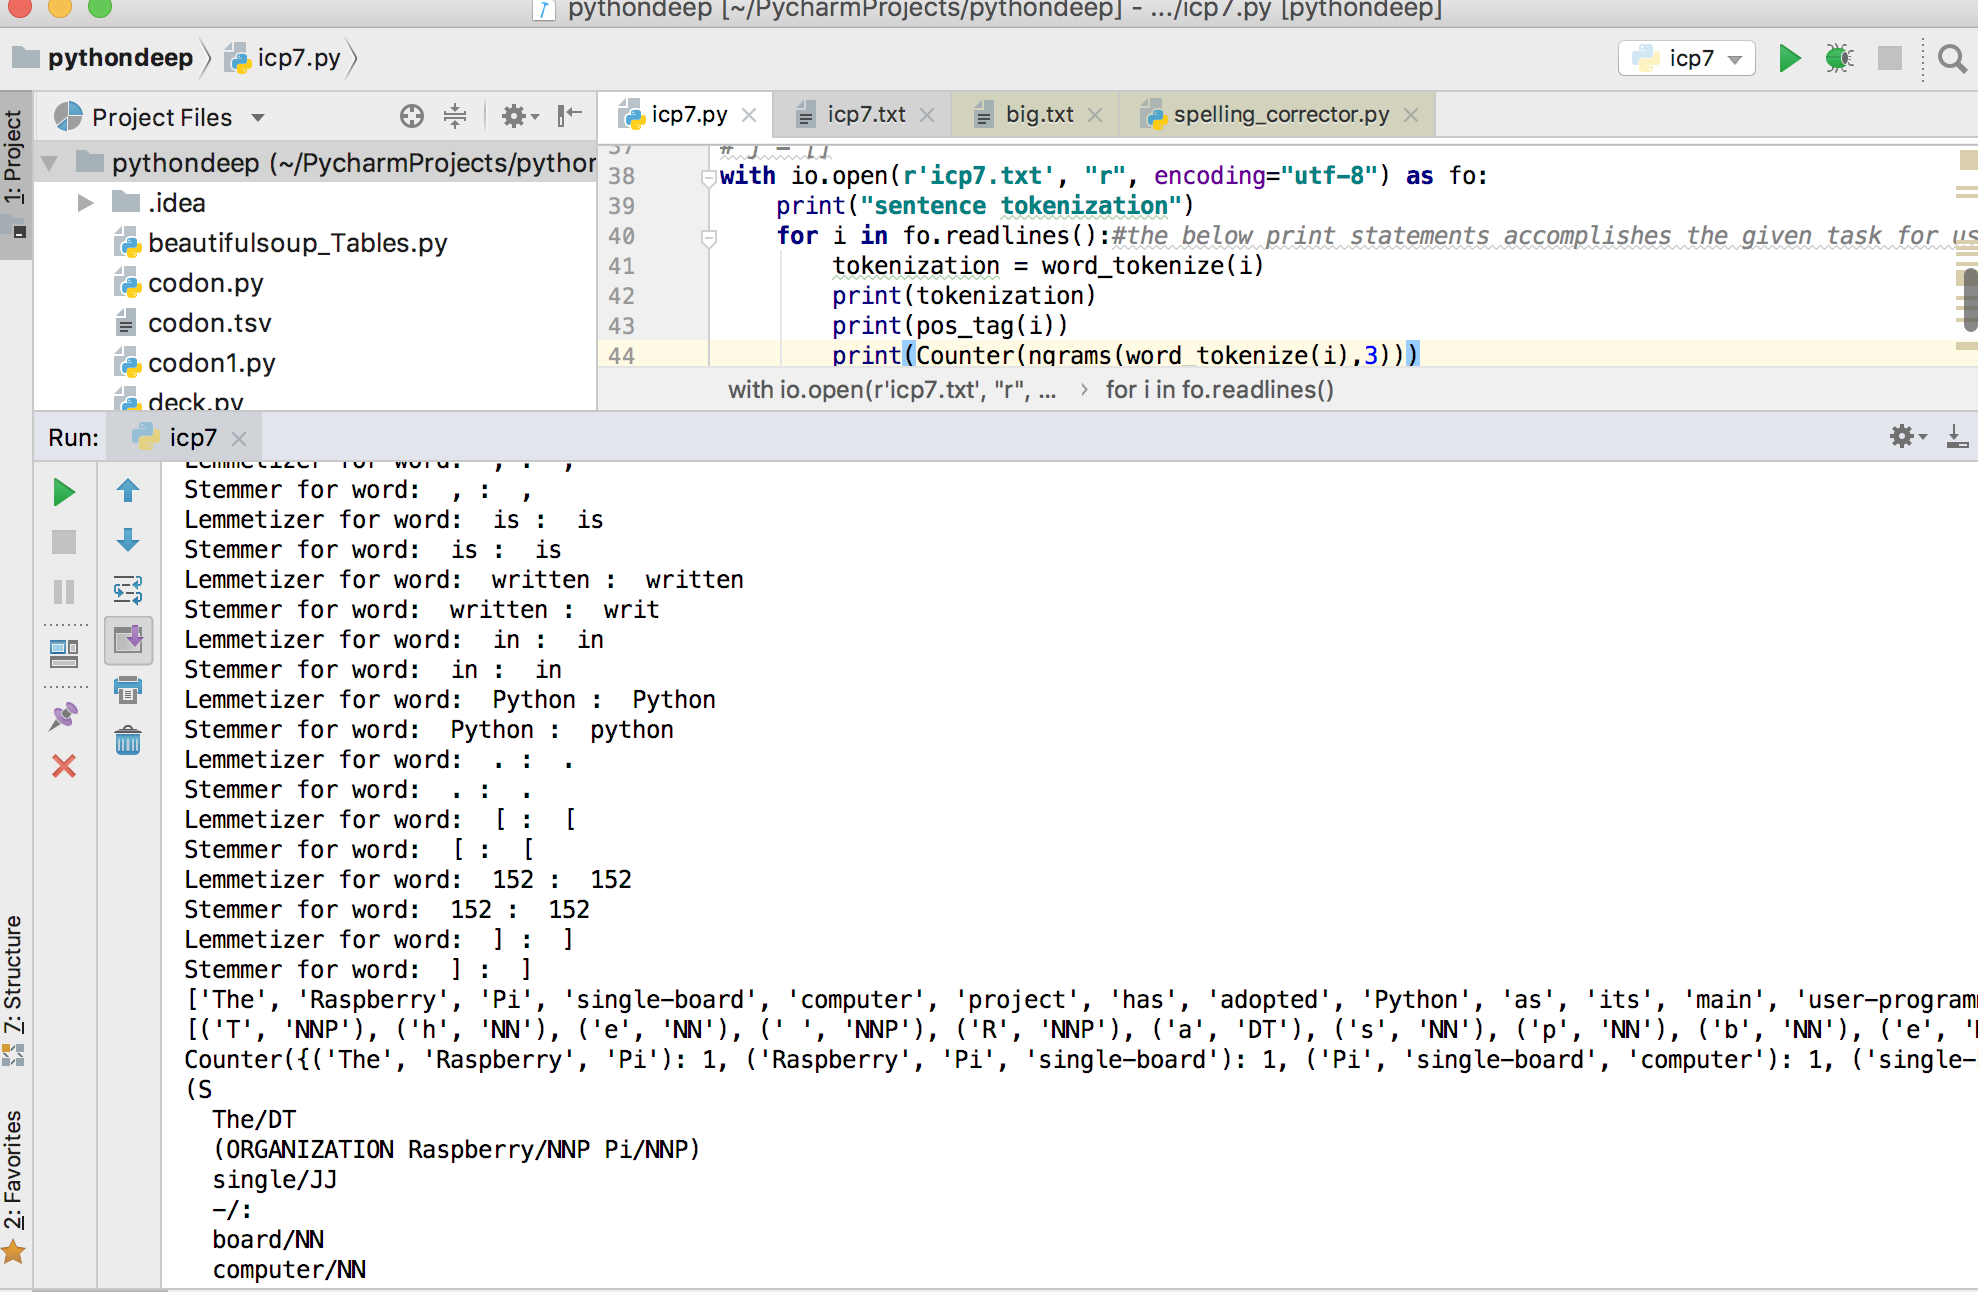 pythondeep [~/PycharmProjects/pythondeep] - .../icp7.py [pythondeep]
pythondeep icp7.py icp7
1: Project
Project Files
icp7.py icp7.txt big.txt spelling_corrector.py
pythondeep (~/PycharmProjects/python
.idea
beautifulsoup_Tables.py
codon.py
codon.tsv
codon1.py
deck.py
37 # j = []
38 with io.open(r'icp7.txt', "r", encoding="utf-8") as fo:
39 print("sentence tokenization")
40 for i in fo.readlines():#the below print statements accomplishes the given task for us
41 tokenization = word_tokenize(i)
42 print(tokenization)
43 print(pos_tag(i))
44 print(Counter(ngrams(word_tokenize(i),3)))
with io.open(r'icp7.txt', "r", ... › for i in fo.readlines()
Run: icp7
Lemmetizer for word:  , :  ,
Stemmer for word:  , :  ,
Lemmetizer for word:  is :  is
Stemmer for word:  is :  is
Lemmetizer for word:  written :  written
Stemmer for word:  written :  writ
Lemmetizer for word:  in :  in
Stemmer for word:  in :  in
Lemmetizer for word:  Python :  Python
Stemmer for word:  Python :  python
Lemmetizer for word:  . :  .
Stemmer for word:  . :  .
Lemmetizer for word:  [ :  [
Stemmer for word:  [ :  [
Lemmetizer for word:  152 :  152
Stemmer for word:  152 :  152
Lemmetizer for word:  ] :  ]
Stemmer for word:  ] :  ]
['The', 'Raspberry', 'Pi', 'single-board', 'computer', 'project', 'has', 'adopted', 'Python', 'as', 'its', 'main', 'user-programm
[('T', 'NNP'), ('h', 'NN'), ('e', 'NN'), (' ', 'NNP'), ('R', 'NNP'), ('a', 'DT'), ('s', 'NN'), ('p', 'NN'), ('b', 'NN'), ('e', '
Counter({('The', 'Raspberry', 'Pi'): 1, ('Raspberry', 'Pi', 'single-board'): 1, ('Pi', 'single-board', 'computer'): 1, ('single-
(S
The/DT
(ORGANIZATION Raspberry/NNP Pi/NNP)
single/JJ
-/:
board/NN
computer/NN
7: Structure
2: Favorites